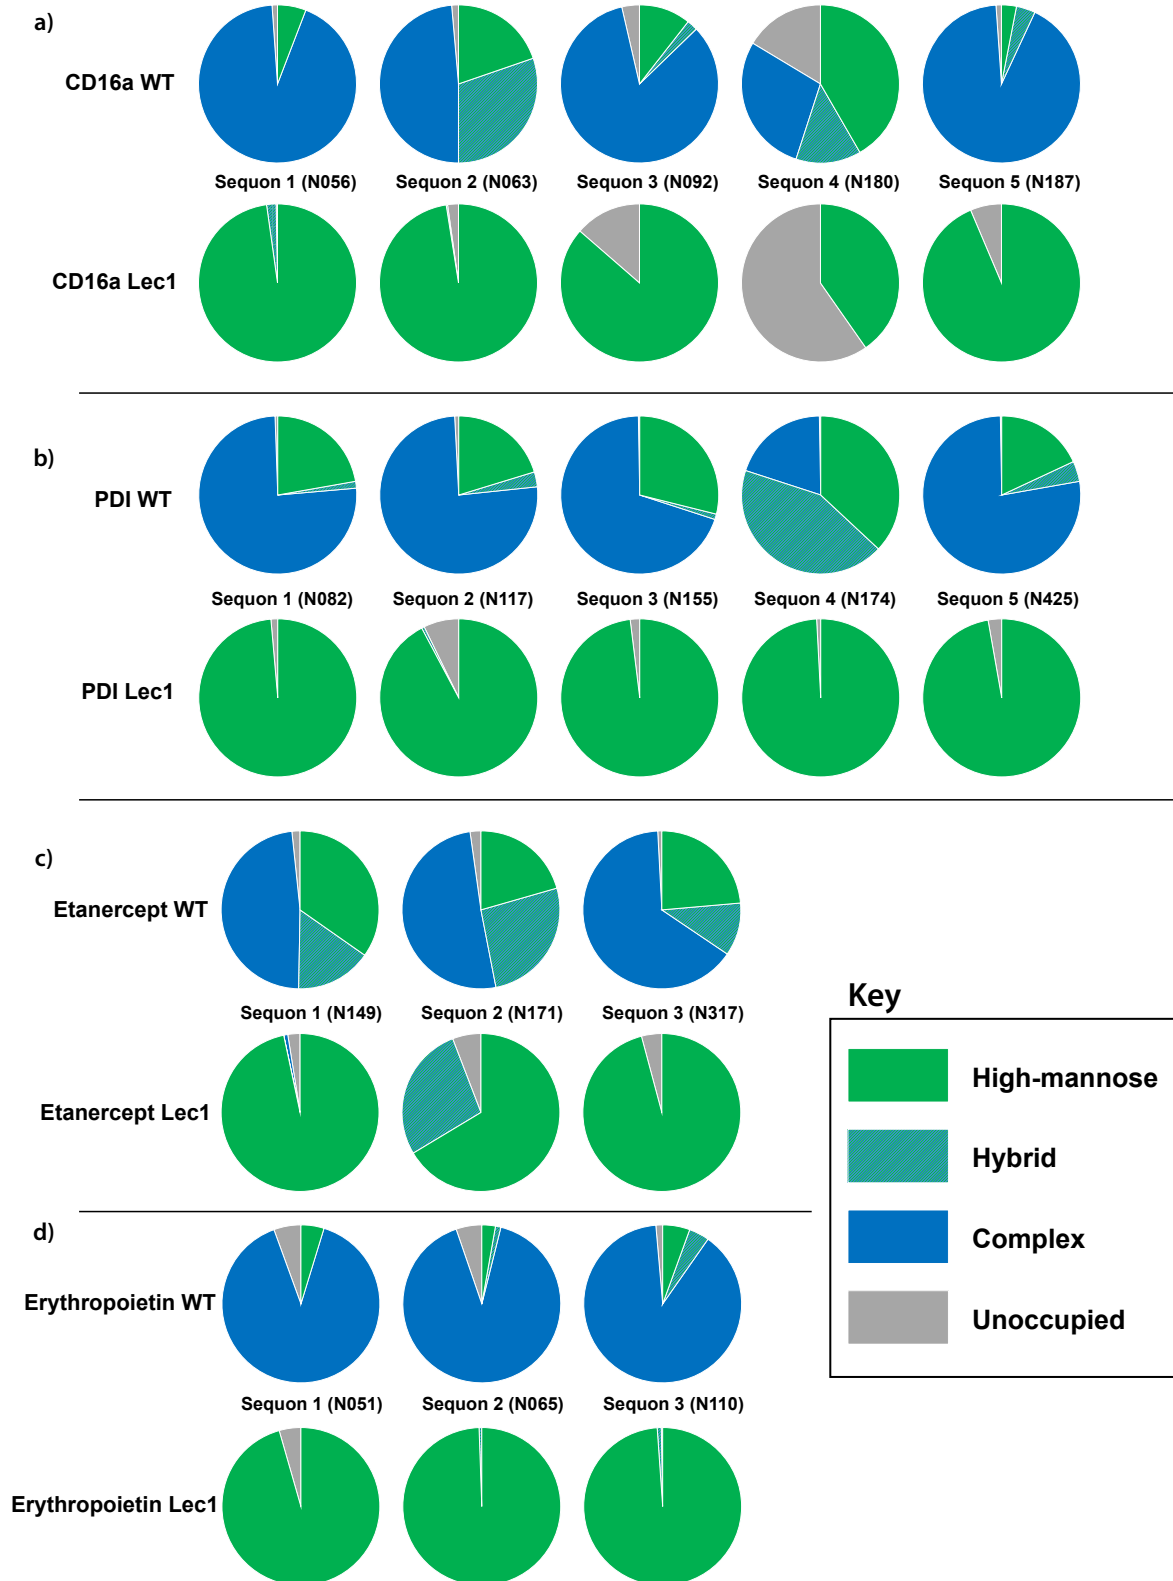 a)
CD16a WT
Sequon 1 (N056) Sequon 2 (N063) Sequon 3 (N092) Sequon 4 (N180) Sequon 5 (N187)
CD16a Lec1
b)
PDI WT
Sequon 1 (N082) Sequon 2 (N117) Sequon 3 (N155) Sequon 4 (N174) Sequon 5 (N425)
PDI Lec1
c)
Etanercept WT
Sequon 1 (N149) Sequon 2 (N171) Sequon 3 (N317)
Etanercept Lec1
d)
Erythropoietin WT
Sequon 1 (N051) Sequon 2 (N065) Sequon 3 (N110)
Erythropoietin Lec1
Key
High-mannose
Hybrid
Complex
Unoccupied